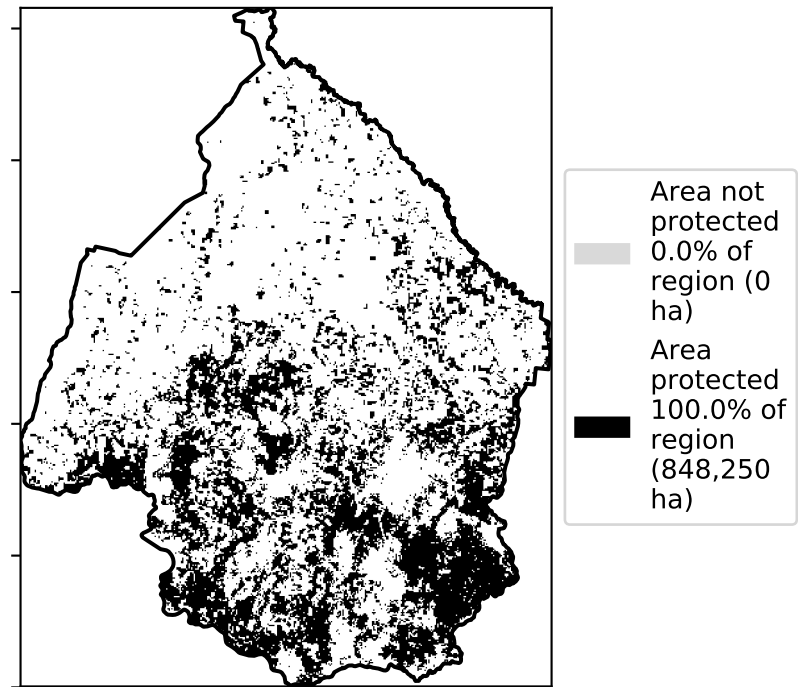 Area not
protected
0.0% of
region (0
ha)
Area
protected
100.0% of
region
(848,250
ha)